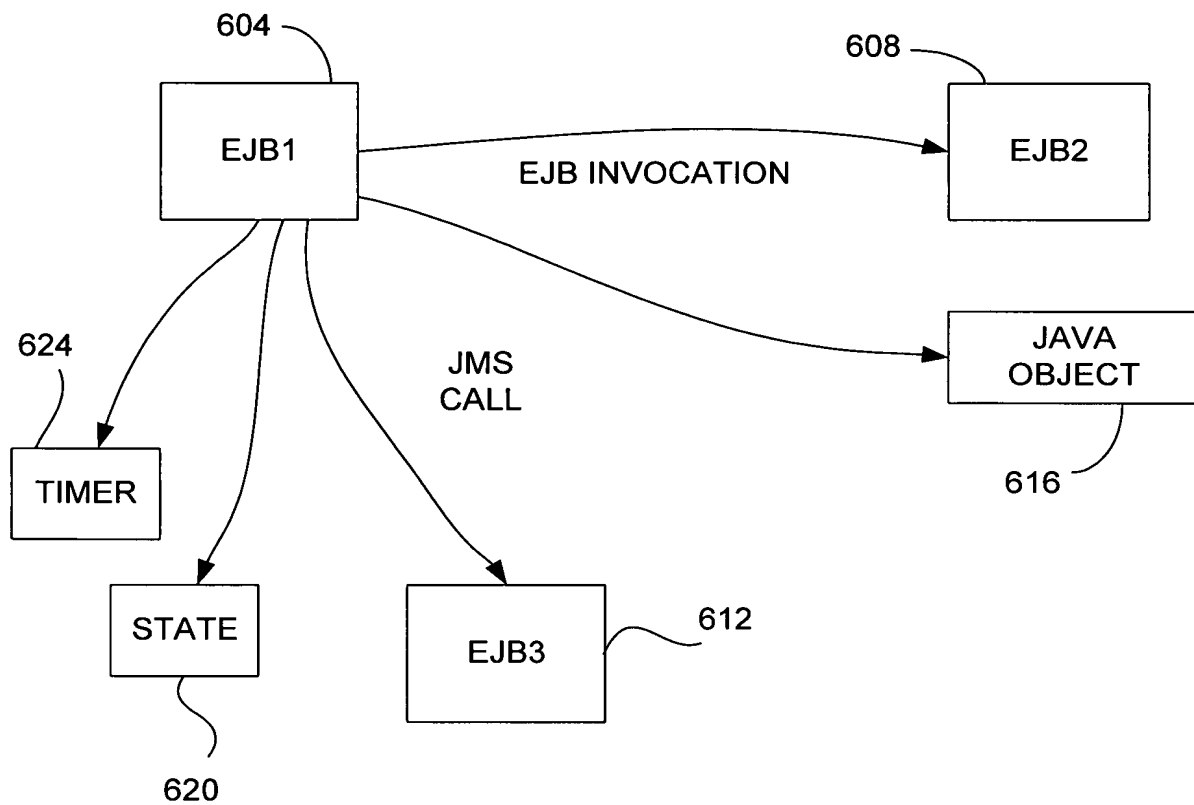 604
608
EJB1
EJB2
EJB INVOCATION
624
JMS
CALL
JAVA
OBJECT
616
TIMER
STATE
EJB3
612
620